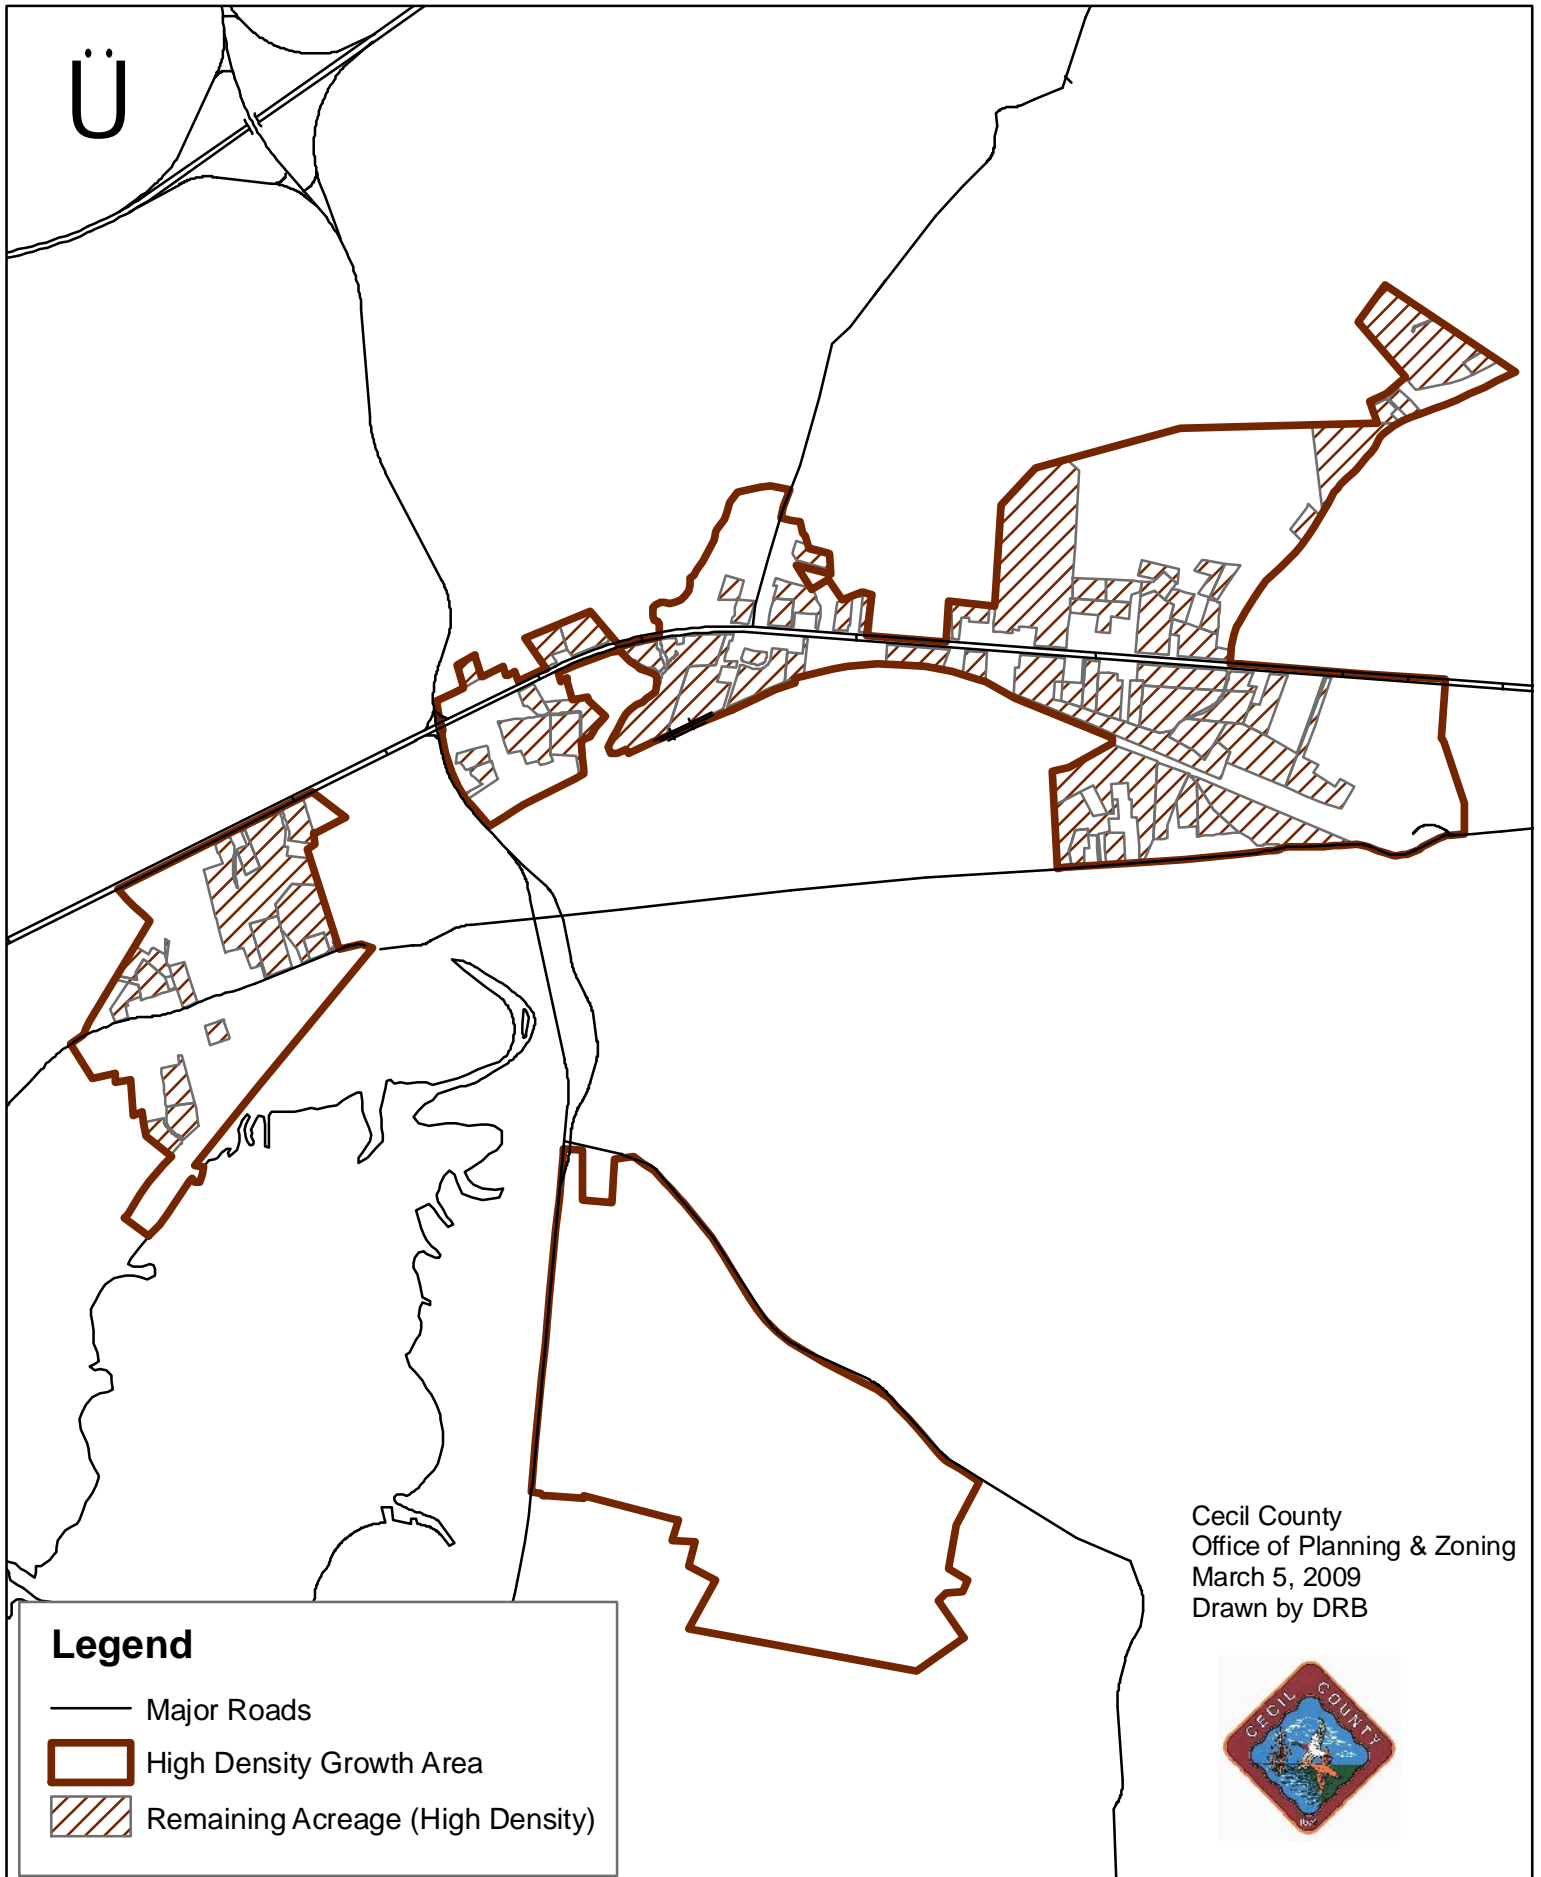 Ü
Cecil County
Office of Planning & Zoning
March 5, 2009
Drawn by DRB
Legend
Major Roads
High Density Growth Area
Remaining Acreage (High Density)
CECIL COUNTY